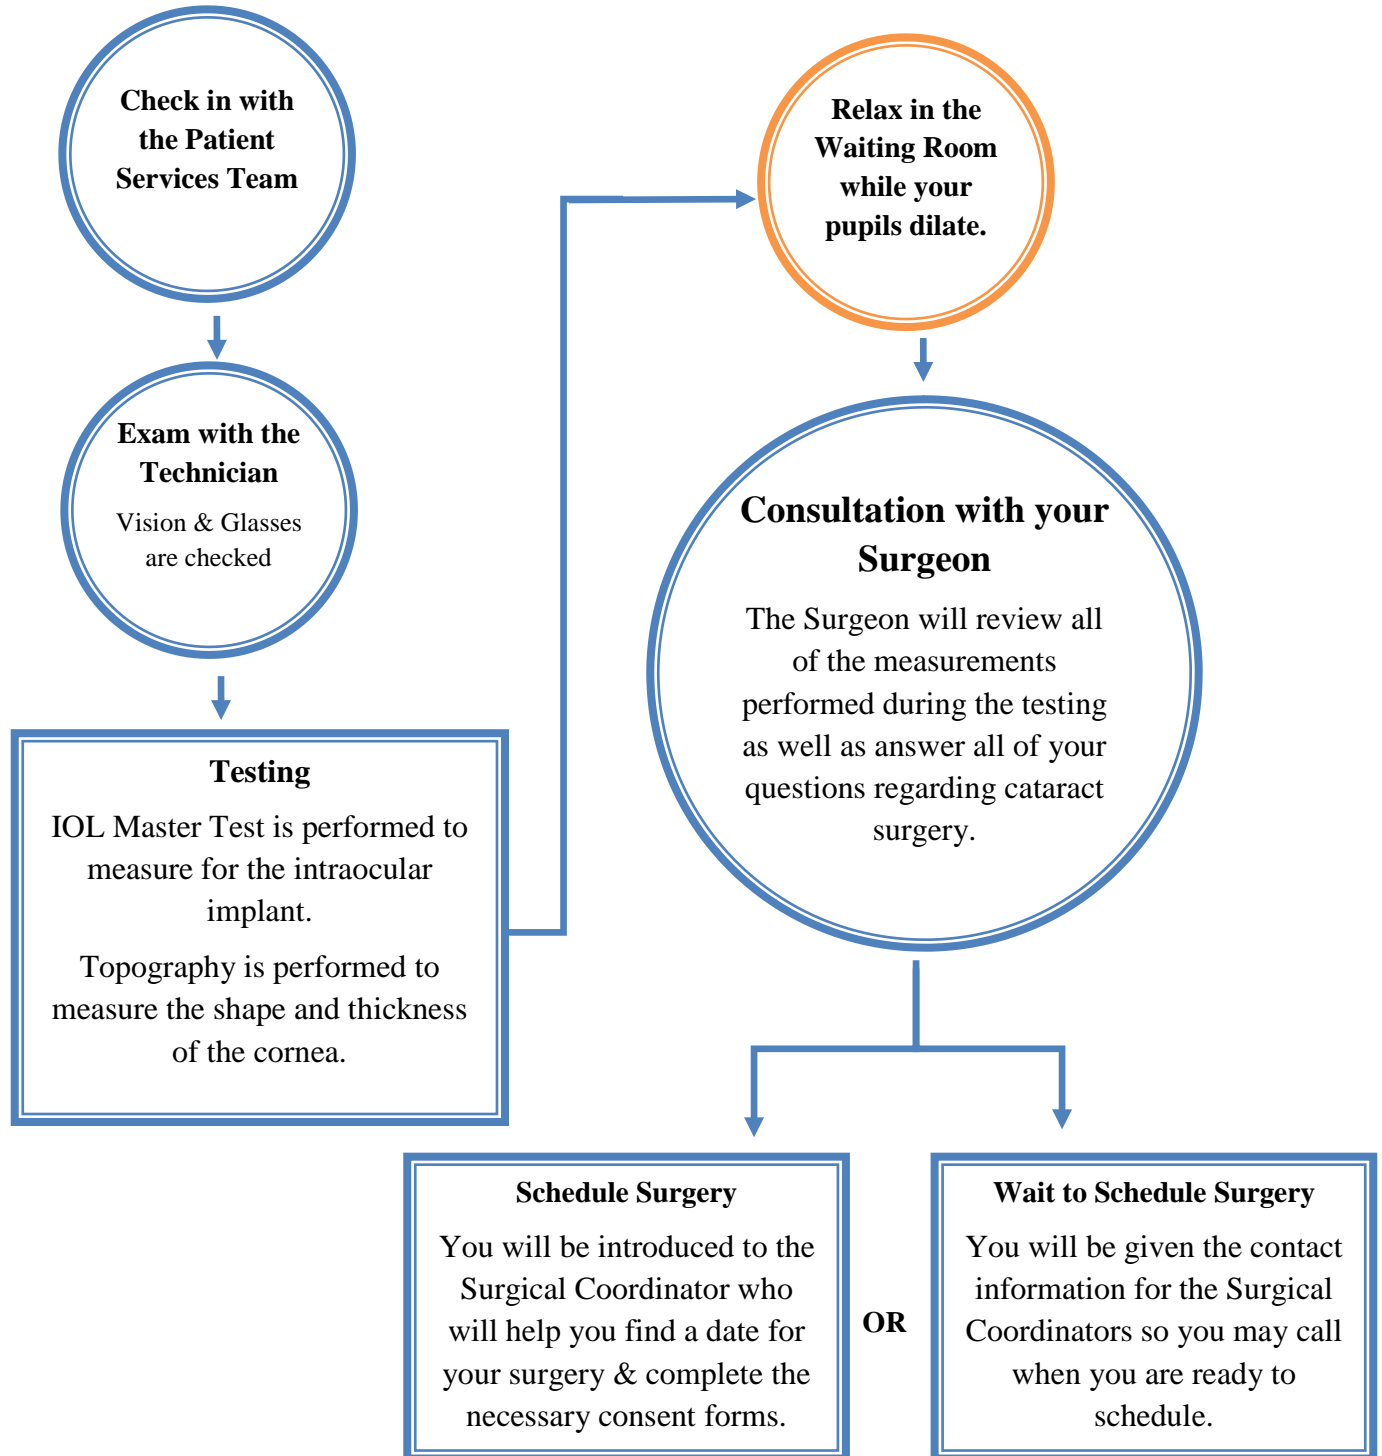 Check in with
the Patient
Services Team
Exam with the
Technician
Vision & Glasses
are checked
Testing
IOL Master Test is performed to
measure for the intraocular
implant.
Topography is performed to
measure the shape and thickness
of the cornea.
Relax in the
Waiting Room
while your
pupils dilate.
Consultation with your
Surgeon
The Surgeon will review all
of the measurements
performed during the testing
as well as answer all of your
questions regarding cataract
surgery.
Schedule Surgery
You will be introduced to the
Surgical Coordinator who
will help you find a date for
your surgery & complete the
necessary consent forms.
OR
Wait to Schedule Surgery
You will be given the contact
information for the Surgical
Coordinators so you may call
when you are ready to
schedule.